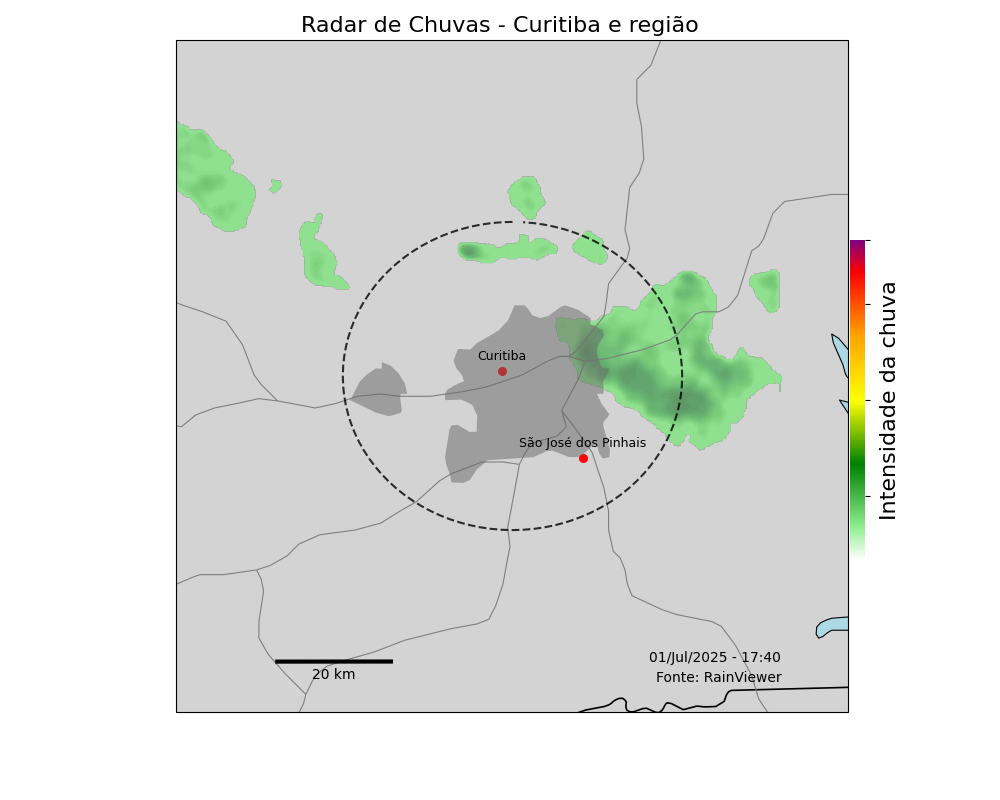 Radar de Chuvas - Curitiba e região
Curitiba
São José dos Pinhais
Intensidade da chuva
20 km
01/Jul/2025 - 17:40
Fonte: RainViewer